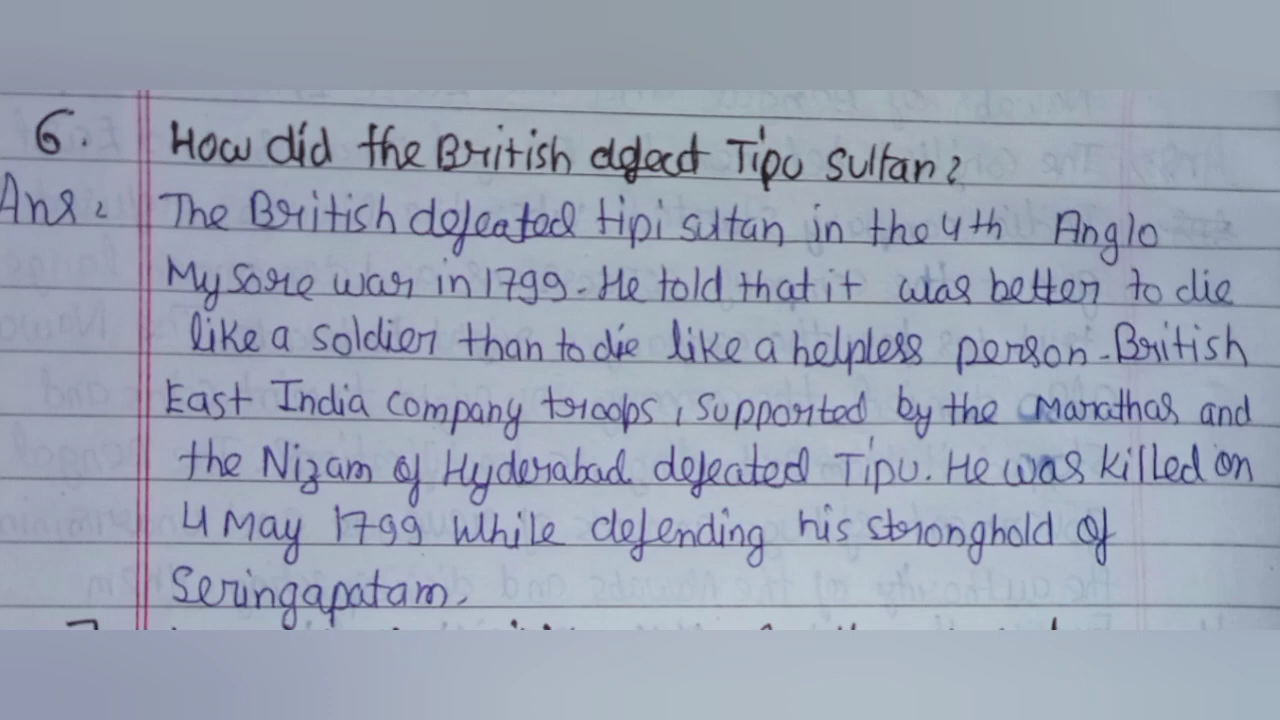 6. How did the British defect Tipu sultan?
Ans: The British defeated tipi sultan in the 4th Anglo
Mysore war in 1799. He told that it was better to die
like a soldier than to die like a helpless person. British
East India company troops, supported by the Marathas and
the Nizam of Hyderabad defeated Tipu. He was killed on
4 May 1799 While defending his stronghold of
Seringapatam.